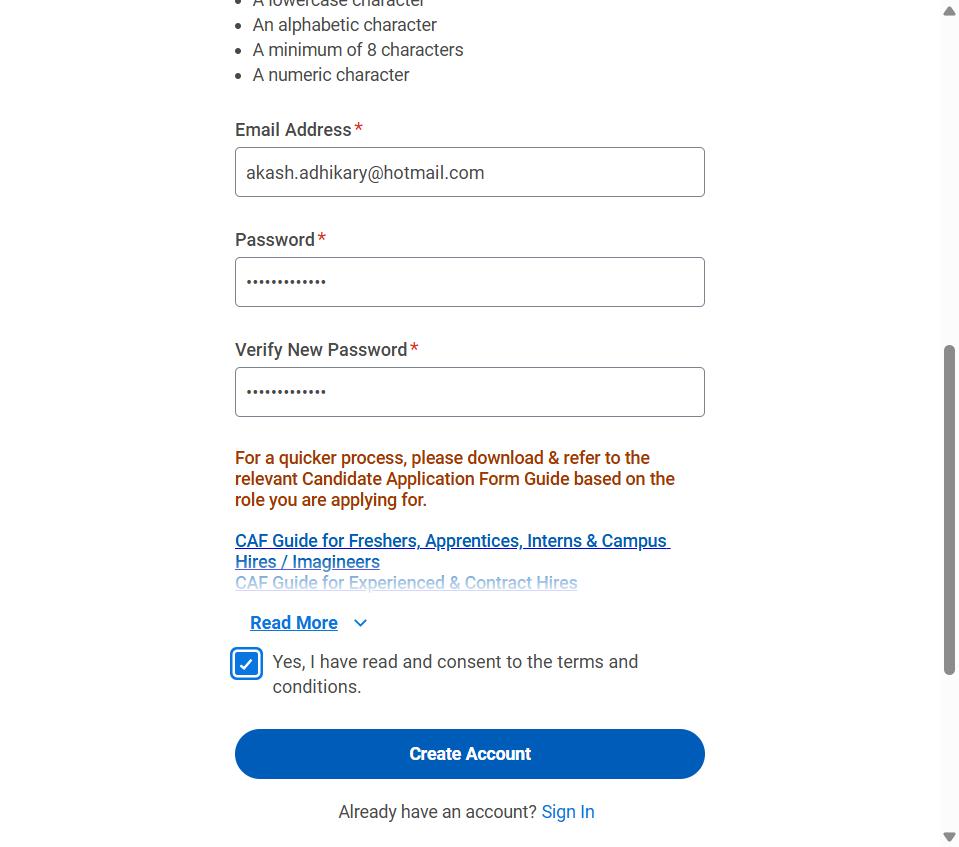 A lowercase character
An alphabetic character
A minimum of 8 characters
A numeric character
Email Address*
akash.adhikary@hotmail.com
Password*
•••••••••••••
Verify New Password*
•••••••••••••
For a quicker process, please download & refer to the
relevant Candidate Application Form Guide based on the
role you are applying for.
CAF Guide for Freshers, Apprentices, Interns & Campus
Hires / Imagineers
CAF Guide for Experienced & Contract Hires
Read More
Yes, I have read and consent to the terms and
conditions.
Create Account
Already have an account? Sign In